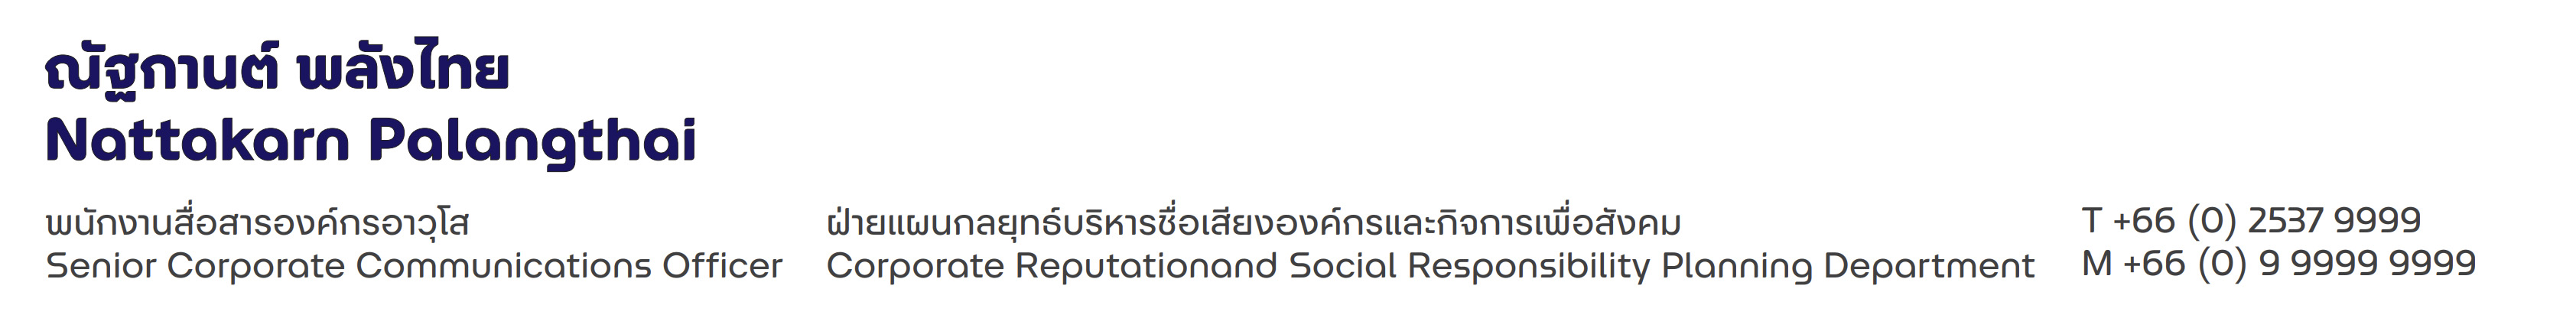 ณัฐกานต์ พลังไทย
Nattakarn Palangthai
พนักงานสื่อสารองค์กรอาวุโส
Senior Corporate Communications Officer
ฝ่ายแผนกลยุทธ์บริหารชื่อเสียงองค์กรและกิจการเพื่อสังคม
Corporate Reputationand Social Responsibility Planning Department
T +66 (0) 2537 9999
M +66 (0) 9 9999 9999